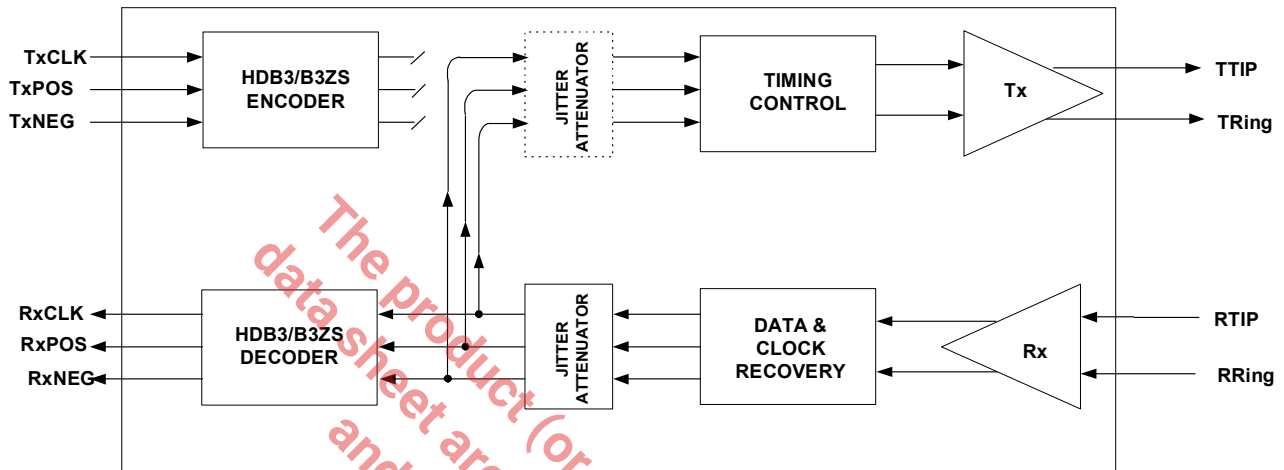 TxCLK
TxPOS
TxNEG
HDB3/B3ZS
ENCODER
JITTER
ATTENUATOR
TIMING
CONTROL
Tx
TTIP
TRing
RxCLK
RxPOS
RxNEG
HDB3/B3ZS
DECODER
JITTER
ATTENUATOR
DATA &
CLOCK
RECOVERY
Rx
RTIP
RRing
The product (or
data sheet are
and